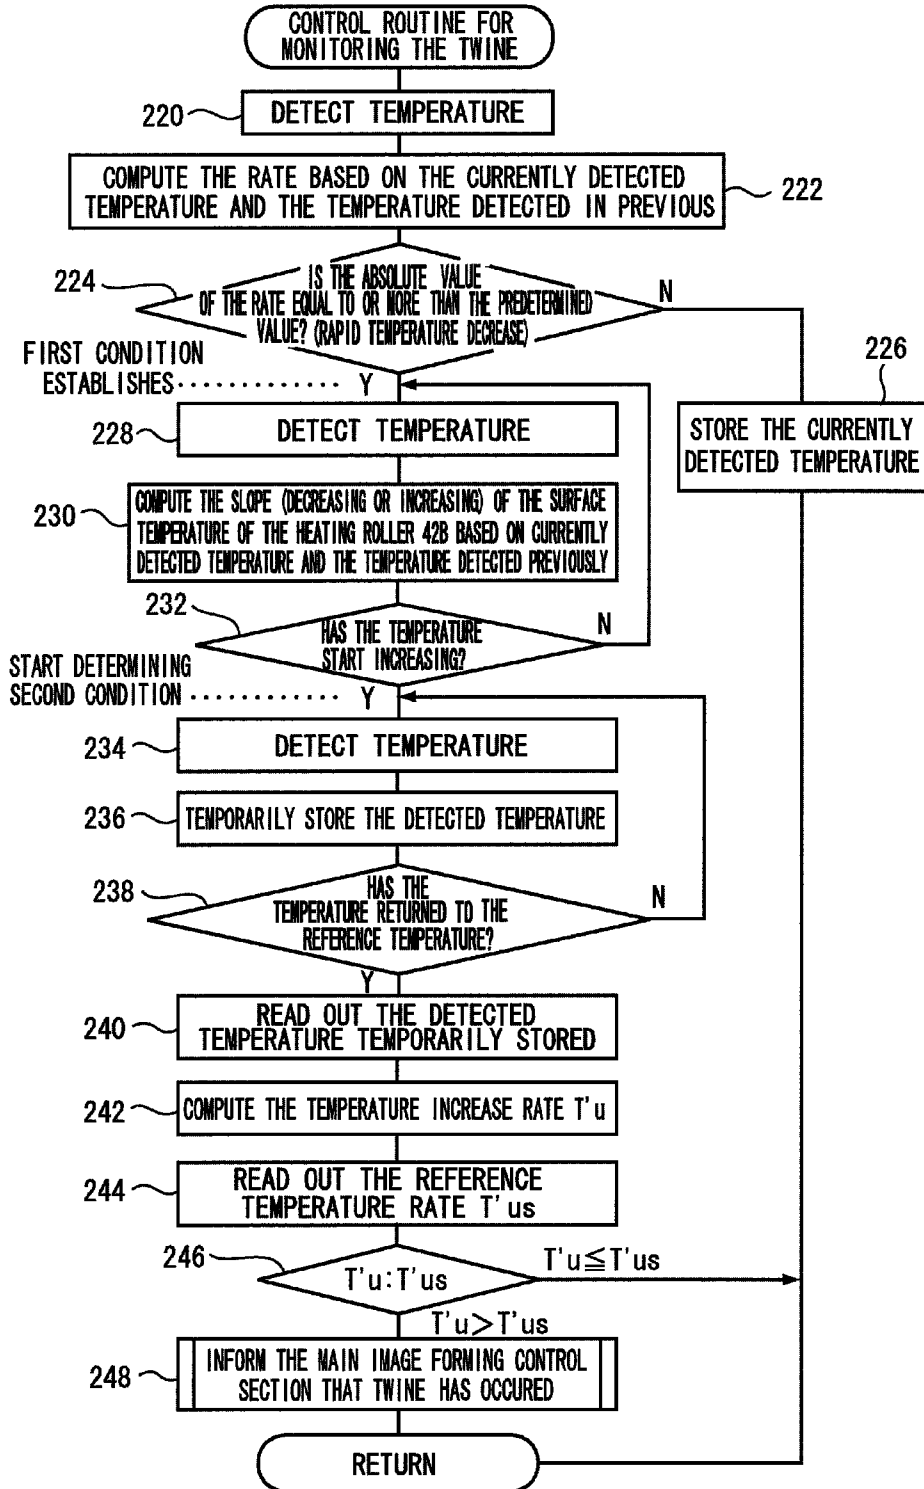 CONTROL ROUTINE FOR
MONITORING THE TWINE
220
DETECT TEMPERATURE
COMPUTE THE RATE BASED ON THE CURRENTLY DETECTED
TEMPERATURE AND THE TEMPERATURE DETECTED IN PREVIOUS
222
224
IS THE ABSOLUTE VALUE
OF THE RATE EQUAL TO OR MORE THAN THE PREDETERMINED
VALUE? (RAPID TEMPERATURE DECREASE)
N
FIRST CONDITION
ESTABLISHES
Y
226
STORE THE CURRENTLY
DETECTED TEMPERATURE
228
DETECT TEMPERATURE
230
COMPUTE THE SLOPE (DECREASING OR INCREASING) OF THE SURFACE
TEMPERATURE OF THE HEATING ROLLER 42B BASED ON CURRENTLY
DETECTED TEMPERATURE AND THE TEMPERATURE DETECTED PREVIOUSLY
232
HAS THE TEMPERATURE
START INCREASING?
N
START DETERMINING
SECOND CONDITION
Y
234
DETECT TEMPERATURE
236
TEMPORARILY STORE THE DETECTED TEMPERATURE
238
HAS THE
TEMPERATURE RETURNED TO THE
REFERENCE TEMPERATURE?
N
Y
240
READ OUT THE DETECTED
TEMPERATURE TEMPORARILY STORED
242
COMPUTE THE TEMPERATURE INCREASE RATE T'u
244
READ OUT THE REFERENCE
TEMPERATURE RATE T'us
246
T'u:T'us
T'u≦T'us
T'u>T'us
248
INFORM THE MAIN IMAGE FORMING CONTROL
SECTION THAT TWINE HAS OCCURED
RETURN